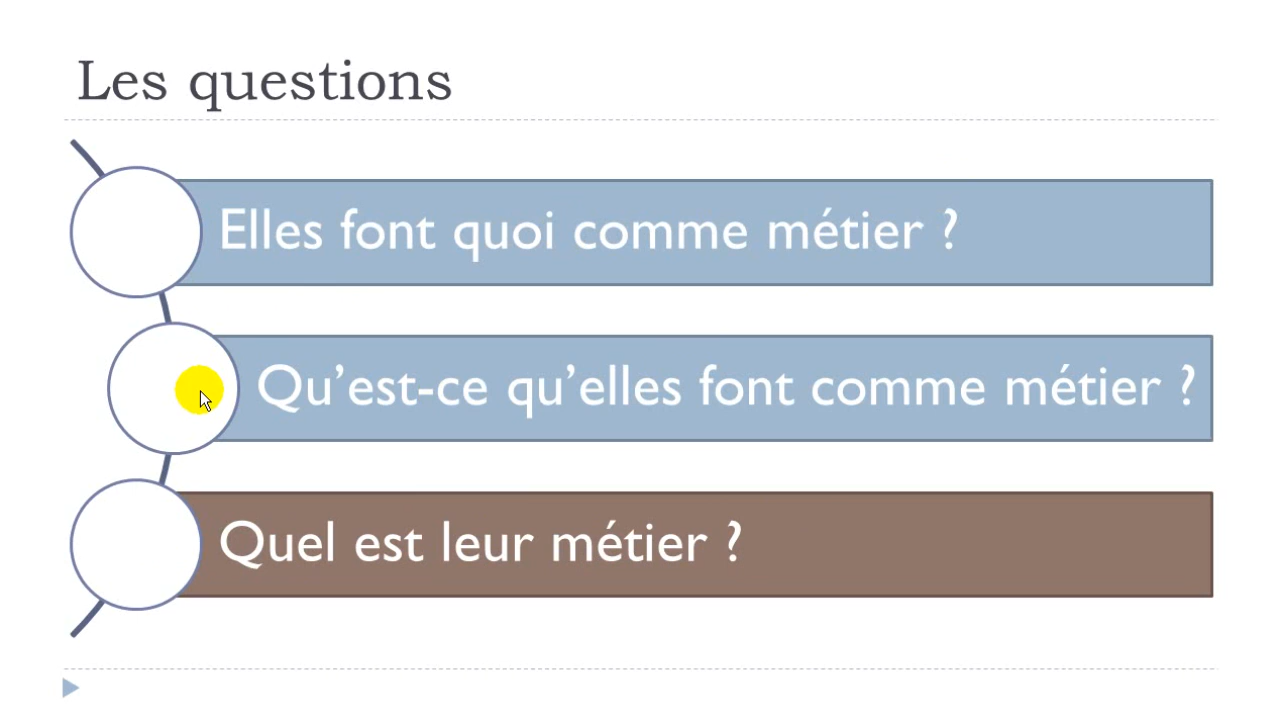 Les questions
Elles font quoi comme métier ?
Qu’est-ce qu’elles font comme métier ?
Quel est leur métier ?